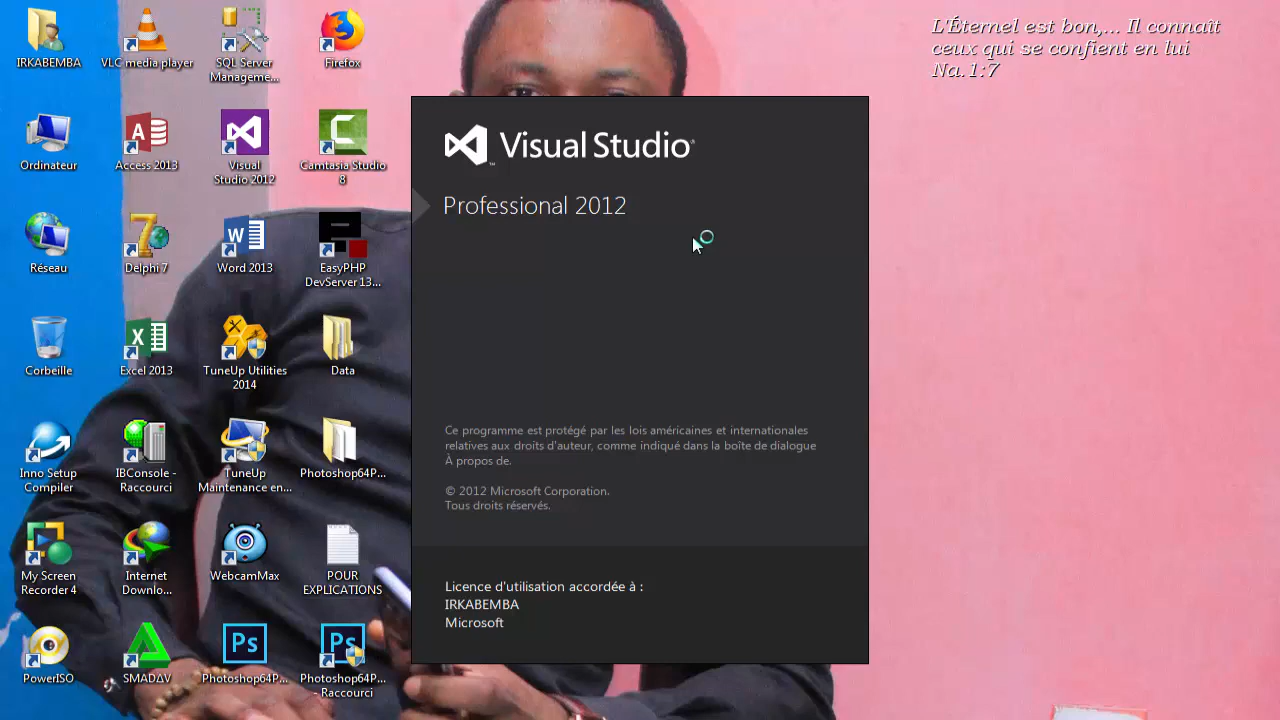 L'Éternel est bon,... Il connaît
ceux qui se confient en lui
Na.1:7
IRKABEMBA
VLC media player
SQL Server
Manageme...
Firefox
Ordinateur
Access 2013
Visual
Studio 2012
Camtasia Studio
8
Réseau
Delphi 7
Word 2013
EasyPHP
DevServer 13...
Corbeille
Excel 2013
TuneUp Utilities
2014
Data
Inno Setup
Compiler
IBConsole -
Raccourci
TuneUp
Maintenance en...
Photoshop64P...
My Screen
Recorder 4
Internet
Downlo...
WebcamMax
POUR
EXPLICATIONS
PowerISO
SMADAV
Photoshop64P...
Photoshop64P...
- Raccourci
Visual Studio
Professional 2012
Ce programme est protégé par les lois américaines et internationales
relatives aux droits d'auteur, comme indiqué dans la boîte de dialogue
À propos de.
© 2012 Microsoft Corporation.
Tous droits réservés.
Licence d'utilisation accordée à :
IRKABEMBA
Microsoft